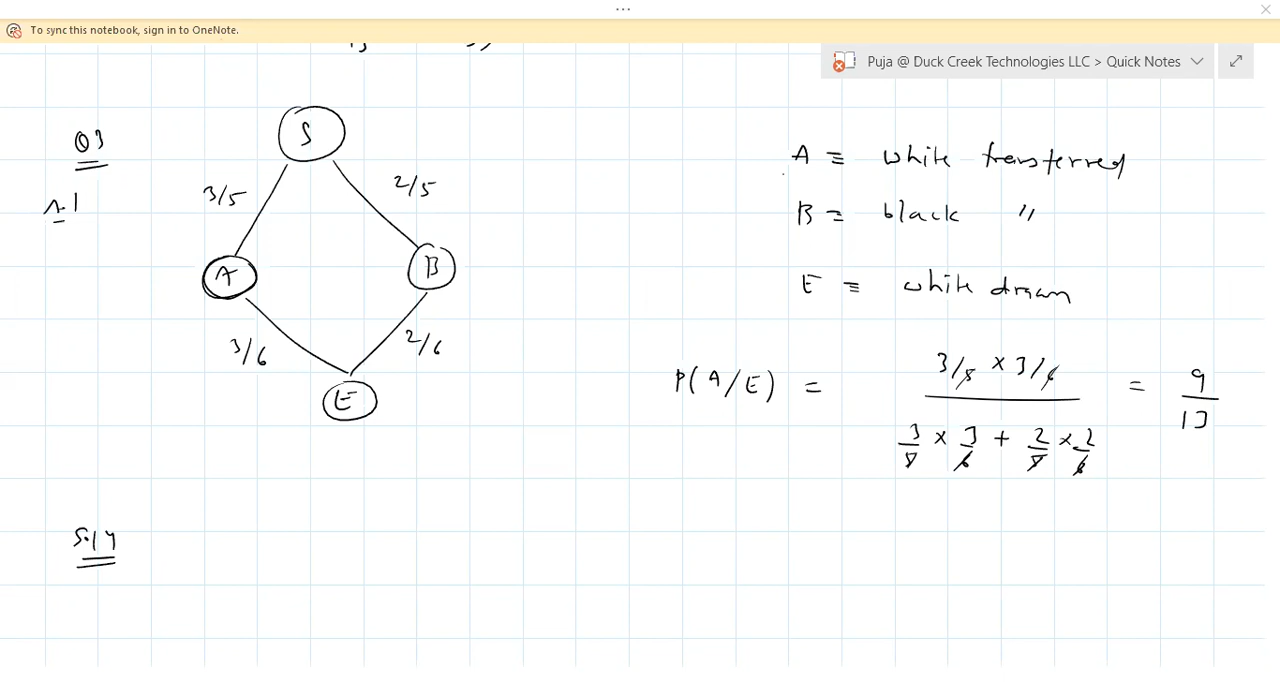 To sync this notebook, sign in to OneNote.
Puja @ Duck Creek Technologies LLC > Quick Notes
Q3
S
A ≡ white transferred
3/5 2/5
B = black "
A B
E ≡ white drawn
3/6 2/6
E
P(A/E) = 3/5 × 3/6 = 9
3/5 × 3/6 + 2/5 × 2/6 13
5.14